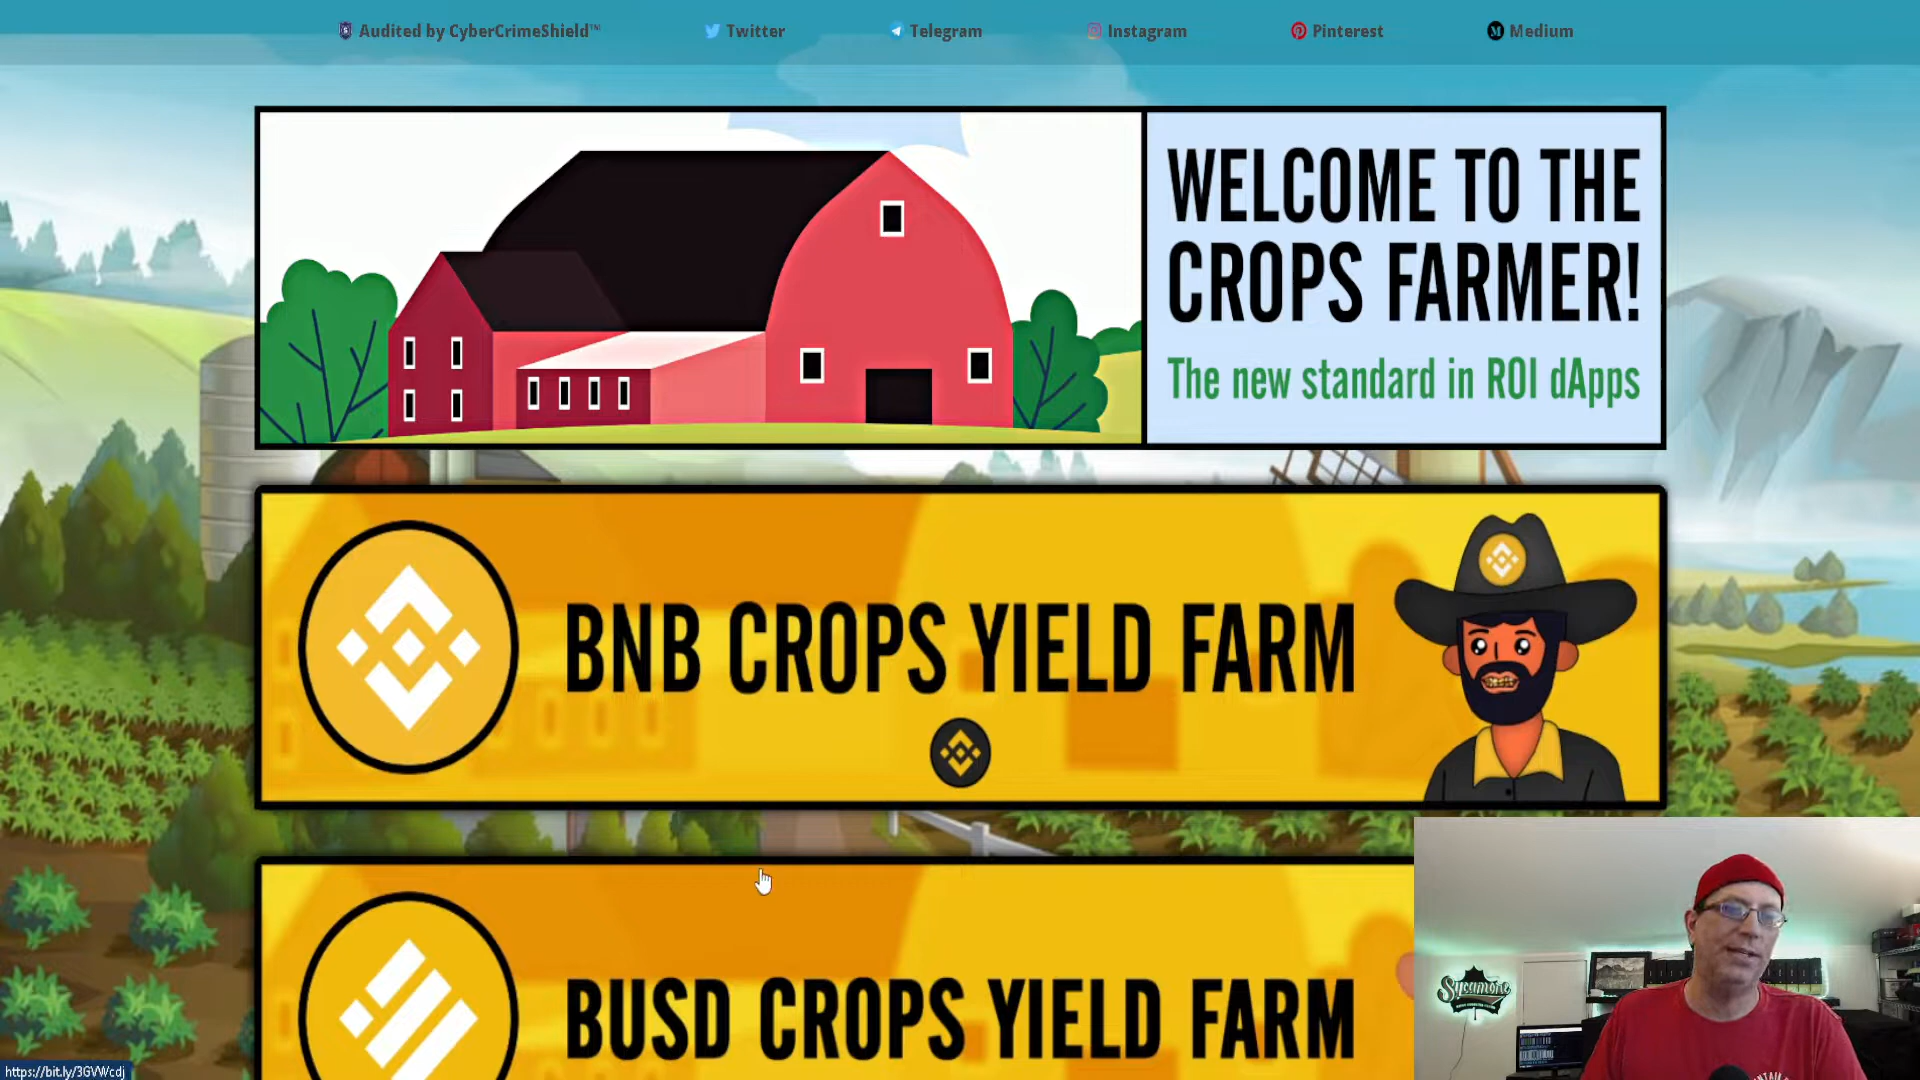 Audited by CyberCrimeShield™
Twitter
Telegram
Instagram
Pinterest
Medium
WELCOME TO THE
CROPS FARMER!
The new standard in ROI dApps
BNB CROPS YIELD FARM
BUSD CROPS YIELD FARM
Sycamore
https://bit.ly/3GVWcdj